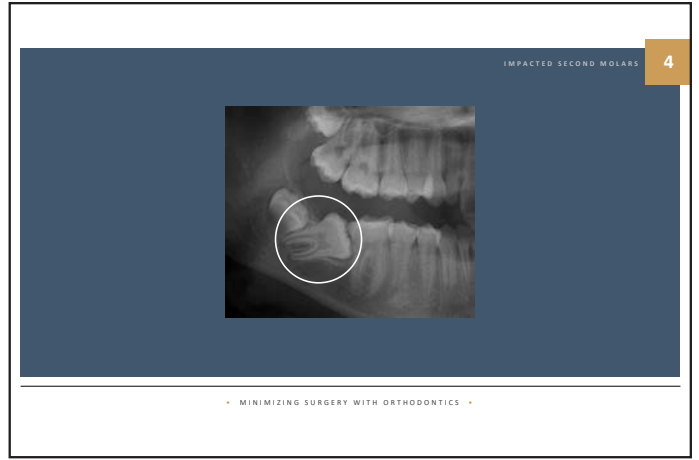 IMPACTED SECOND MOLARS
4
• MINIMIZING SURGERY WITH ORTHODONTICS •